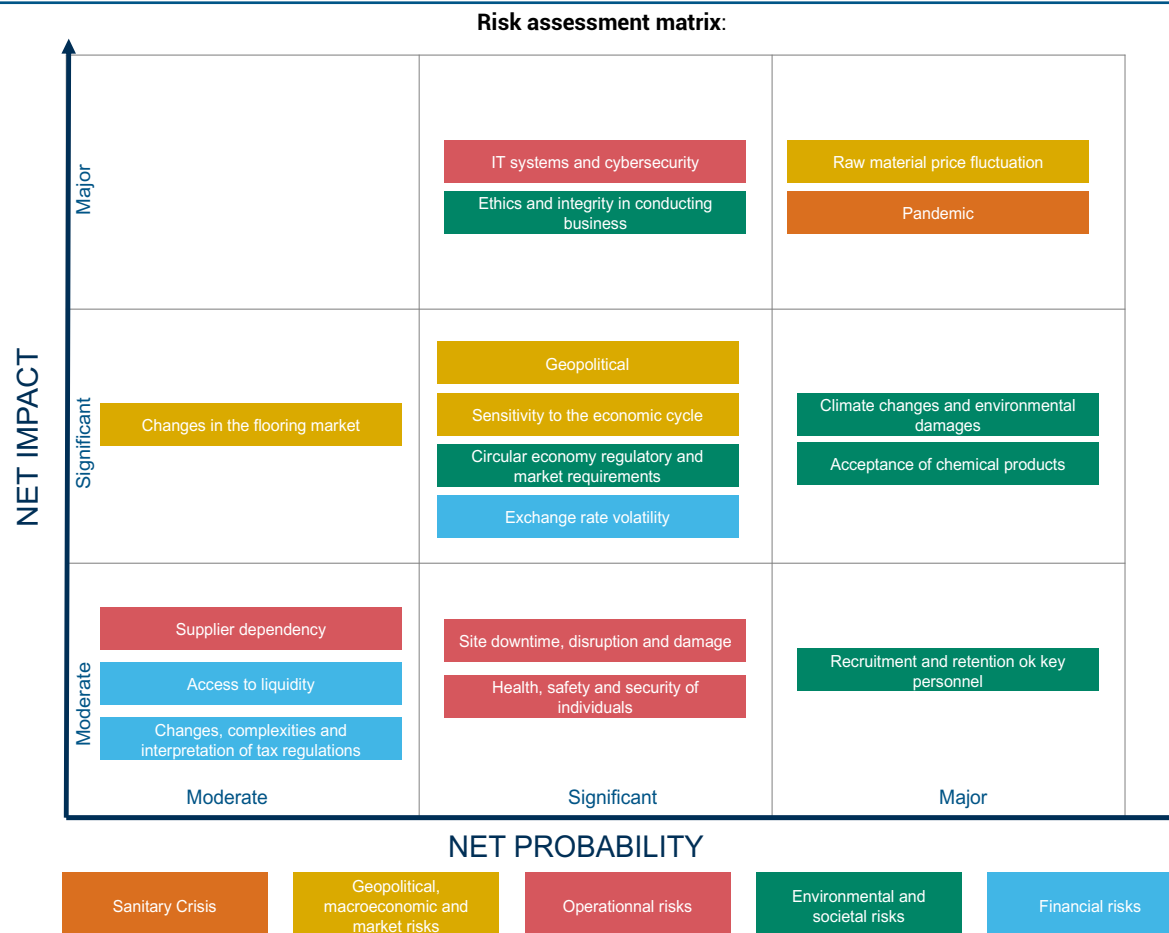 Risk assessment matrix:
NET IMPACT
Major
IT systems and cybersecurity
Ethics and integrity in conducting
business
Raw material price fluctuation
Pandemic
Significant
Changes in the flooring market
Geopolitical
Sensitivity to the economic cycle
Circular economy regulatory and
market requirements
Exchange rate volatility
Climate changes and environmental
damages
Acceptance of chemical products
Moderate
Supplier dependency
Access to liquidity
Changes, complexities and
interpretation of tax regulations
Site downtime, disruption and damage
Health, safety and security of
individuals
Recruitment and retention ok key
personnel
Moderate
Significant
Major
NET PROBABILITY
Sanitary Crisis
Geopolitical,
macroeconomic and
market risks
Operationnal risks
Environmental and
societal risks
Financial risks